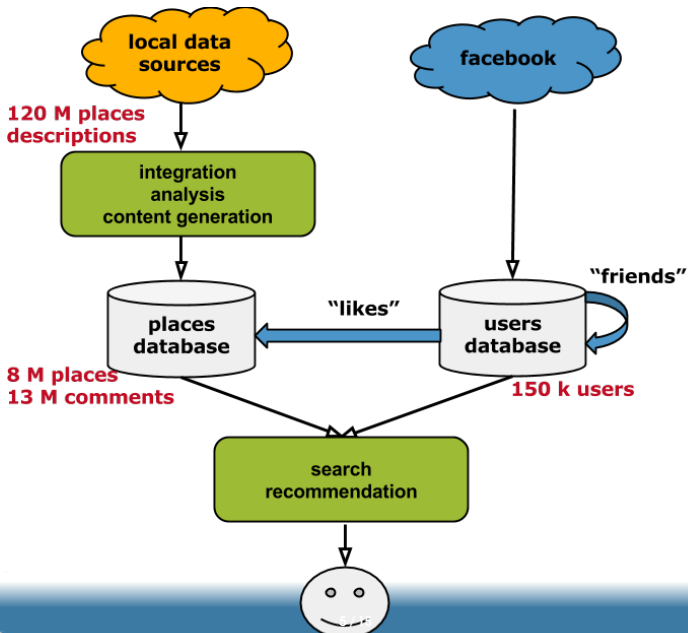 local data
sources
facebook
120 M places
descriptions
integration
analysis
content generation
“friends”
“likes”
places
database
users
database
8 M places
13 M comments
150 k users
search
recommendation